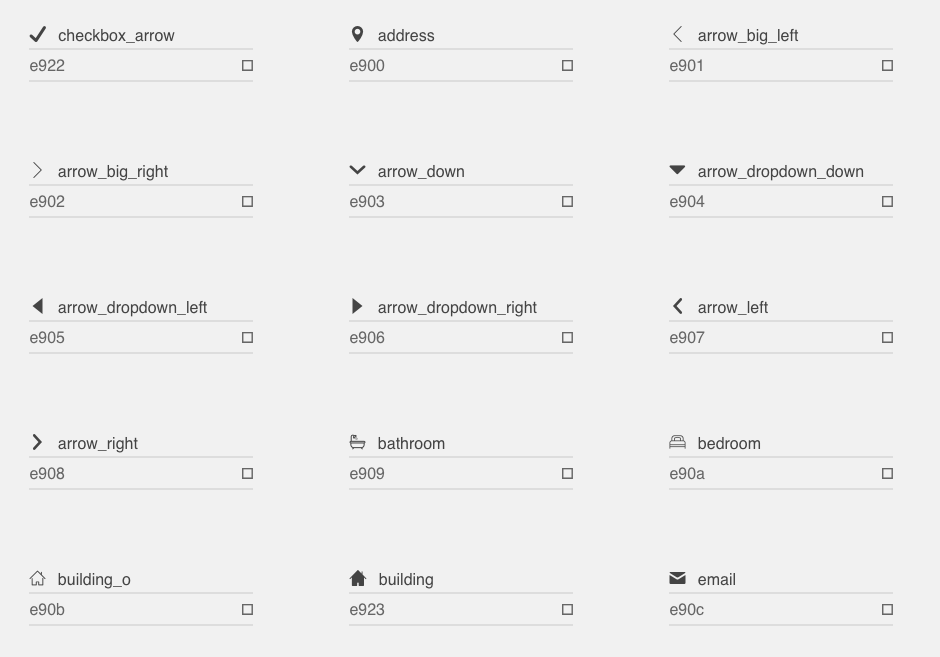 checkbox_arrow
e922
address
e900
arrow_big_left
e901
arrow_big_right
e902
arrow_down
e903
arrow_dropdown_down
e904
arrow_dropdown_left
e905
arrow_dropdown_right
e906
arrow_left
e907
arrow_right
e908
bathroom
e909
bedroom
e90a
building_o
e90b
building
e923
email
e90c